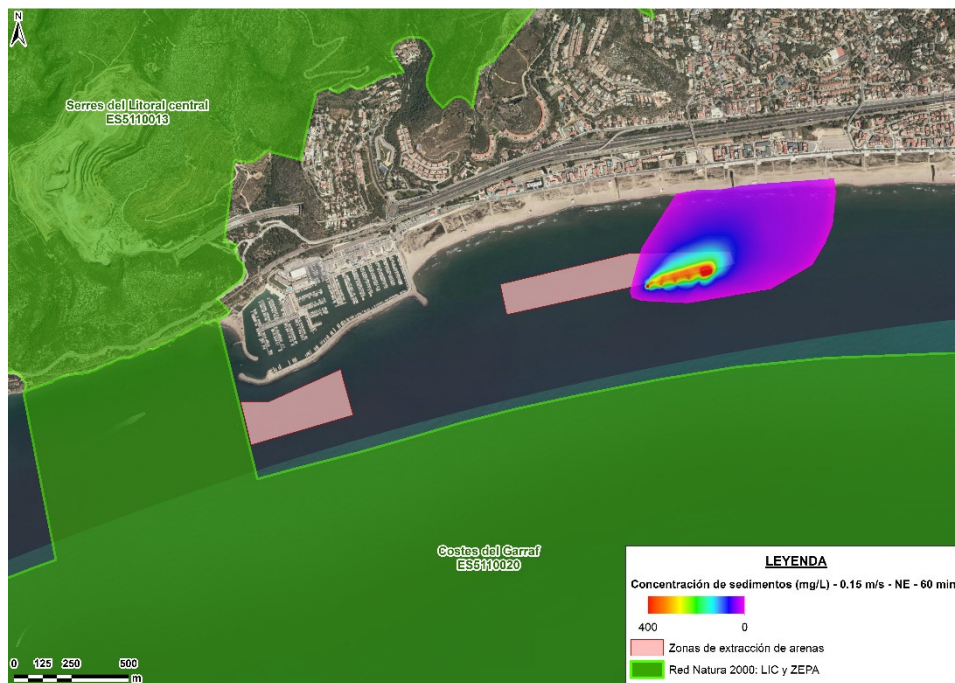 N
Serres del Litoral central
ES5110013
Costes del Garraf
ES5110020
LEYENDA
Concentración de sedimentos (mg/L) - 0.15 m/s - NE - 60 min
400 0
Zonas de extracción de arenas
Red Natura 2000: LIC y ZEPA
0 125 250 500
m